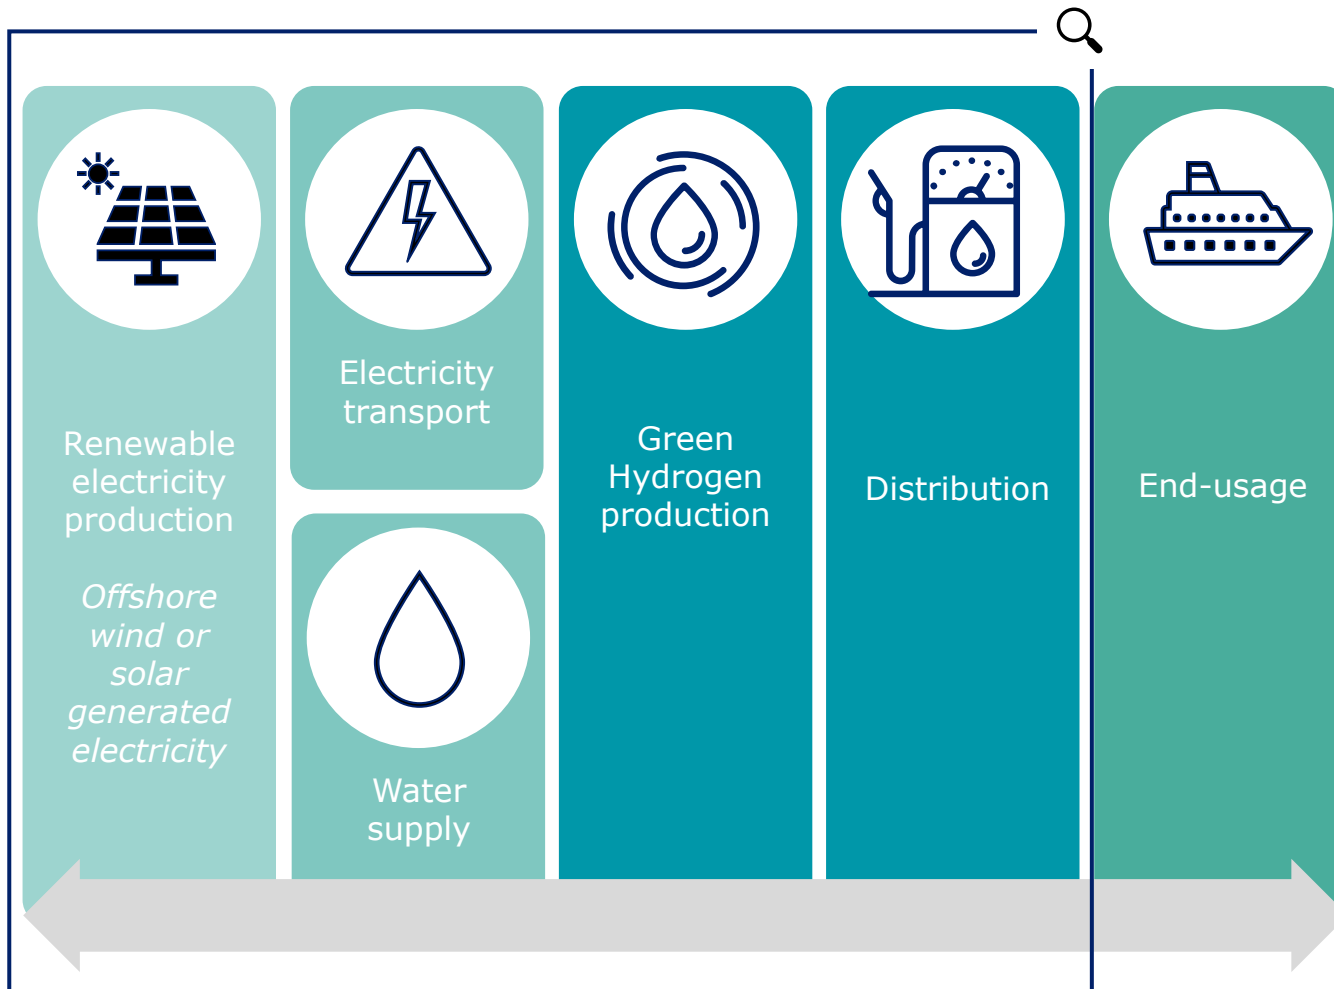 Renewable
electricity
production
Offshore
wind or
solar
generated
electricity
Electricity
transport
Water
supply
Green
Hydrogen
production
Distribution
End-usage